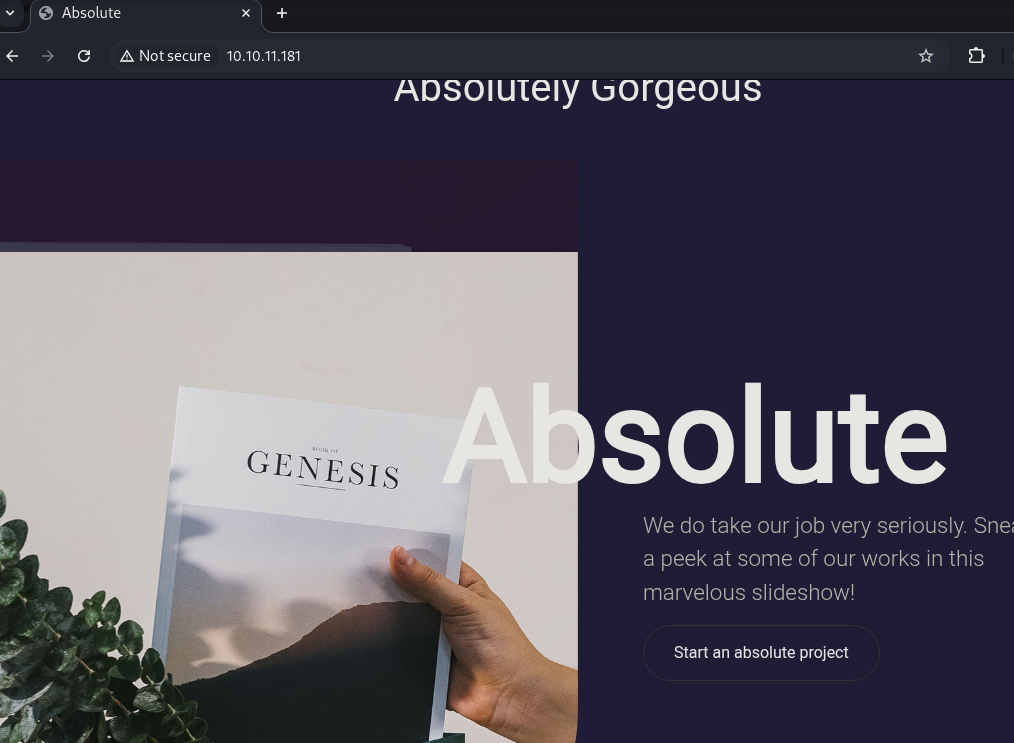 Absolute
Not secure 10.10.11.181
Absolutely Gorgeous
BOOK OF
GENESIS
Absolute
We do take our job very seriously. Snea
a peek at some of our works in this
marvelous slideshow!
Start an absolute project